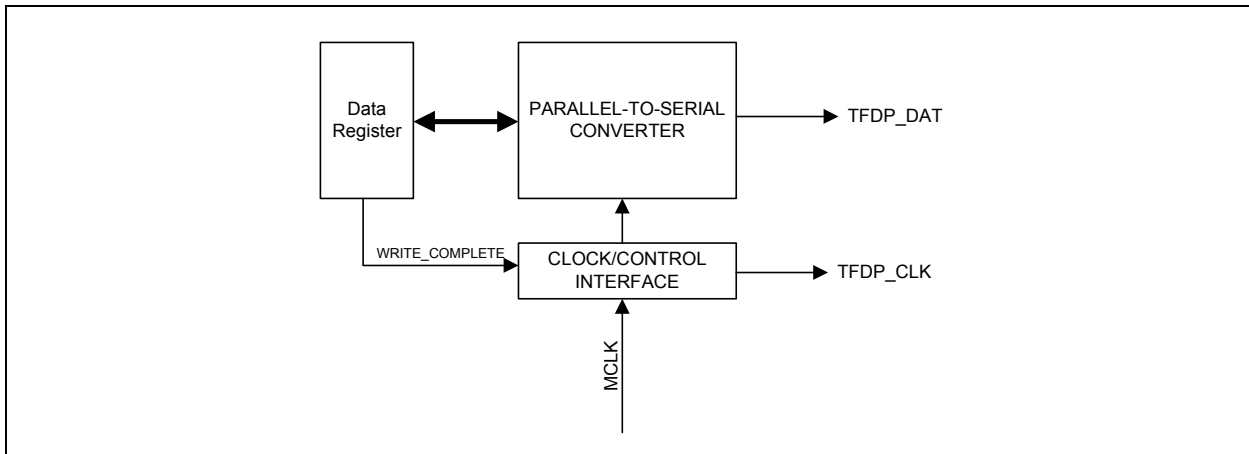 Data
Register
PARALLEL-TO-SERIAL
CONVERTER
TFDP_DAT
WRITE_COMPLETE
CLOCK/CONTROL
INTERFACE
TFDP_CLK
MCLK